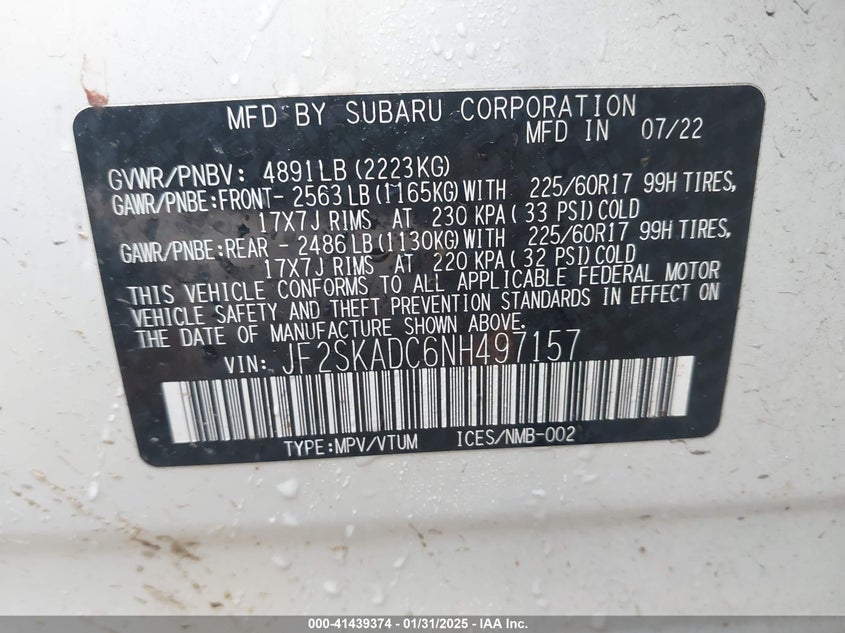 MFD BY SUBARU CORPORATION
MFD IN 07/22
GVWR/PNBV: 4891LB (2223KG)
GAWR/PNBE:FRONT- 2563 LB (1165KG) WITH 225/60R17 99H TIRES,
17X7J RIMS AT 230 KPA ( 33 PSI) COLD
GAWR/PNBE:REAR - 2486 LB (1130KG) WITH 225/60R17 99H TIRES,
17X7J RIMS AT 220 KPA ( 32 PSI) COLD
THIS VEHICLE CONFORMS TO ALL APPLICABLE FEDERAL MOTOR
VEHICLE SAFETY AND THEFT PREVENTION STANDARDS IN EFFECT ON
THE DATE OF MANUFACTURE SHOWN ABOVE.
VIN: JF2SKADC6NH497157
TYPE:MPV/VTUM ICES/NMB-002
000-41439374 - 01/31/2025 - IAA Inc.